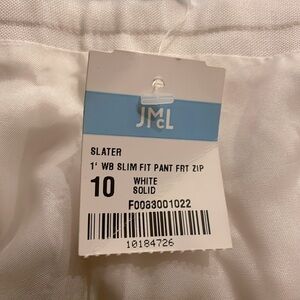 JMcL
SLATER
1' WB SLIM FIT PANT FRT ZIP
10 WHITE
SOLID
F0083001022
10184726